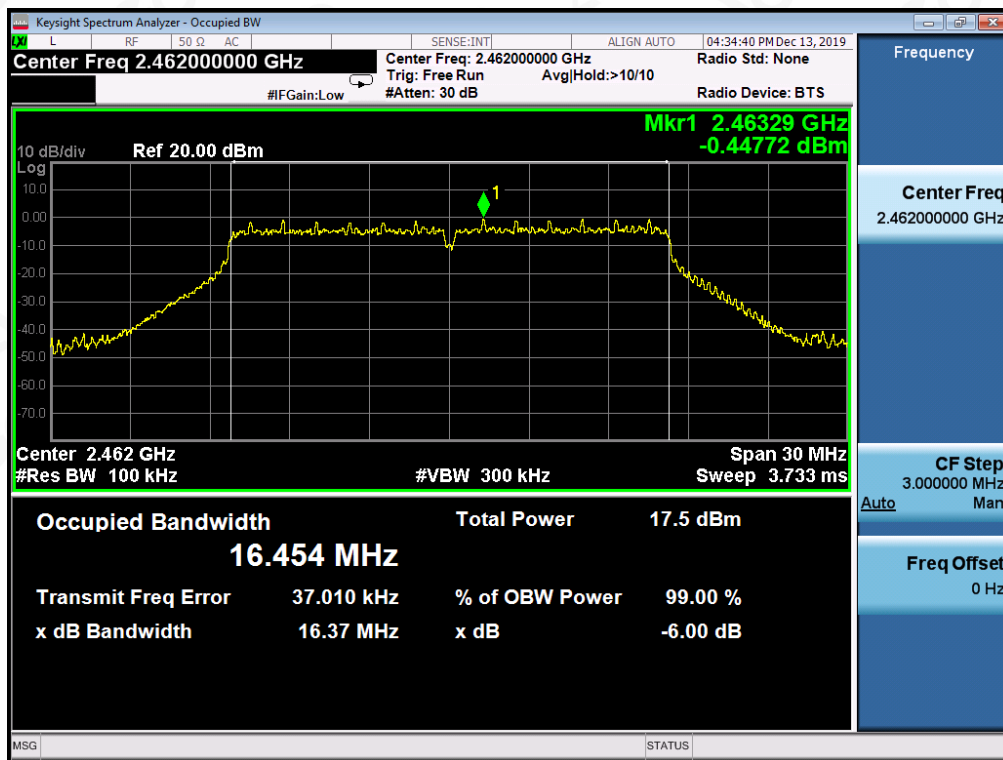 Keysight Spectrum Analyzer - Occupied BW
LXI L RF 50 Ω AC SENSE:INT ALIGN AUTO 04:34:40 PM Dec 13, 2019
Center Freq 2.462000000 GHz
Center Freq: 2.462000000 GHz
Radio Std: None
Trig: Free Run
Avg|Hold:>10/10
#IFGain:Low
#Atten: 30 dB
Radio Device: BTS
Mkr1 2.46329 GHz
-0.44772 dBm
10 dB/div
Ref 20.00 dBm
Log
10.0
0.00
-10.0
-20.0
-30.0
-40.0
-50.0
-60.0
-70.0
1
Center 2.462 GHz
Span 30 MHz
#Res BW 100 kHz
#VBW 300 kHz
Sweep 3.733 ms
Occupied Bandwidth
16.454 MHz
Total Power 17.5 dBm
Transmit Freq Error 37.010 kHz
% of OBW Power 99.00 %
x dB Bandwidth 16.37 MHz
x dB -6.00 dB
MSG
STATUS
Frequency
Center Freq
2.462000000 GHz
CF Step
3.000000 MHz
Auto Man
Freq Offset
0 Hz